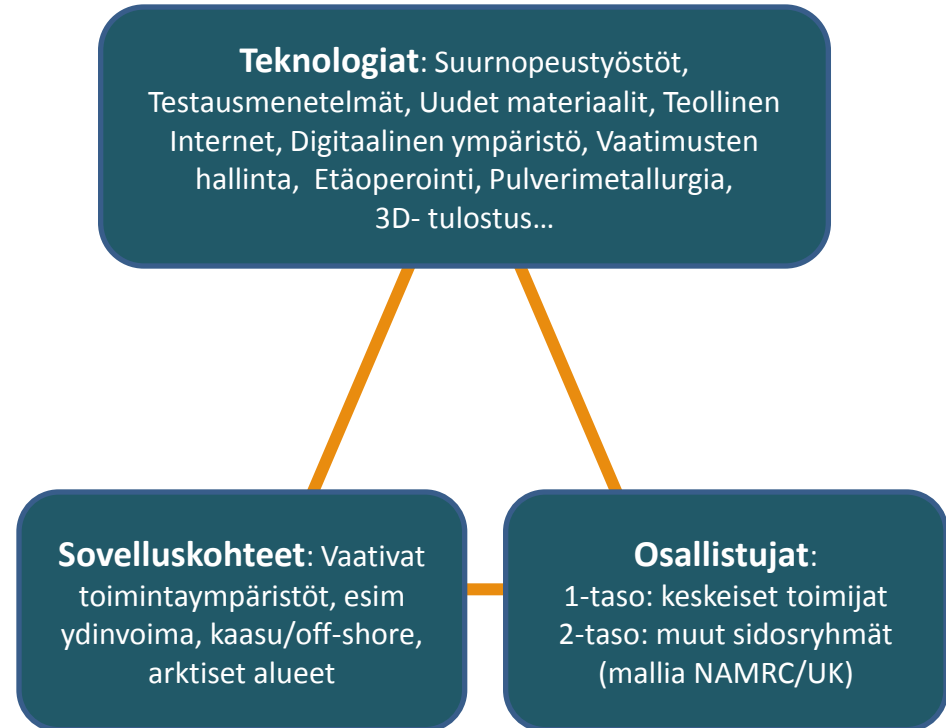 Teknologiat: Suurnopeustyöstöt,
Testausmenetelmät, Uudet materiaalit, Teollinen
Internet, Digitaalinen ympäristö, Vaatimusten
hallinta, Etäoperointi, Pulverimetallurgia,
3D- tulostus…
Sovelluskohteet: Vaativat
toimintaympäristöt, esim
ydinvoima, kaasu/off-shore,
arktiset alueet
Osallistujat:
1-taso: keskeiset toimijat
2-taso: muut sidosryhmät
(mallia NAMRC/UK)